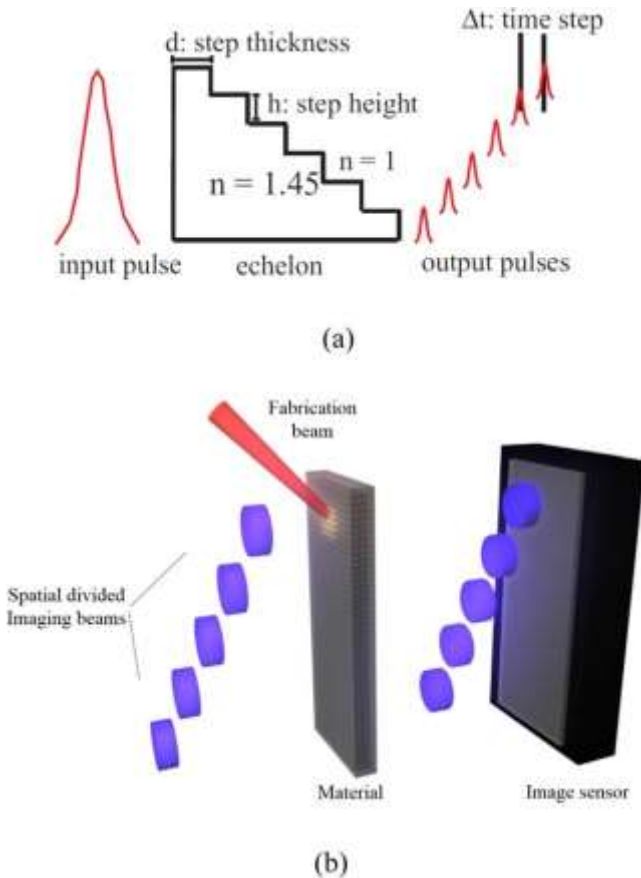 Δt: time step
d: step thickness
h: step height
n = 1
n = 1.45
input pulse
echelon
output pulses
(a)
Fabrication
beam
Spatial divided
Imaging beams
Material
Image sensor
(b)